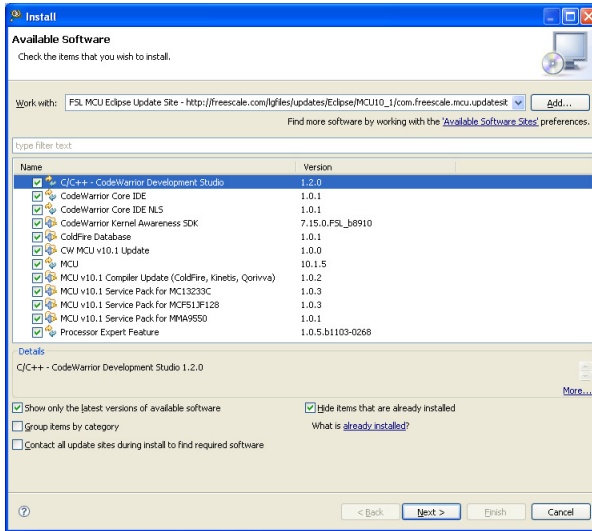 Install
Available Software
Check the items that you wish to install.
Work with: FSL MCU Eclipse Update Site - http://freescale.com/lgfiles/updates/Eclipse/MCU10_1/com.freescale.mcu.updatesit Add...
Find more software by working with the 'Available Software Sites' preferences.
type filter text
Name Version
C/C++ - CodeWarrior Development Studio 1.2.0
CodeWarrior Core IDE 1.0.1
CodeWarrior Core IDE NLS 1.0.1
CodeWarrior Kernel Awareness SDK 7.15.0.FSL_b8910
ColdFire Database 1.0.1
CW MCU v10.1 Update 1.0.0
MCU 10.1.5
MCU v10.1 Compiler Update (ColdFire, Kinetis, Qorivva) 1.0.2
MCU v10.1 Service Pack for MC13233C 1.0.3
MCU v10.1 Service Pack for MCF51JF128 1.0.3
MCU v10.1 Service Pack for MMA9550 1.0.1
Processor Expert Feature 1.0.5.b1103-0268
Details
C/C++ - CodeWarrior Development Studio 1.2.0
More...
Show only the latest versions of available software Hide items that are already installed
Group items by category What is already installed?
Contact all update sites during install to find required software
? < Back Next > Finish Cancel